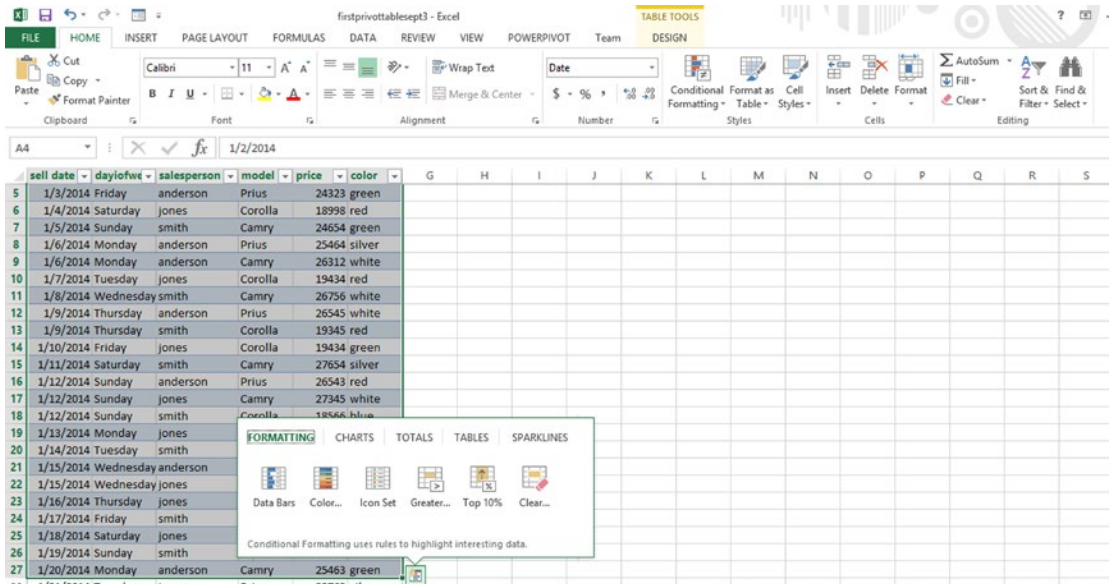 firstprivottablesept3 - Excel
TABLE TOOLS
FILE HOME INSERT PAGE LAYOUT FORMULAS DATA REVIEW VIEW POWERPIVOT Team DESIGN
Cut
Copy
Format Painter
Paste
Clipboard
Calibri 11
B I U
Font
Wrap Text
Merge & Center
Alignment
Date
$ % ,
Number
Conditional Formatting
Format as Table
Cell Styles
Styles
Insert Delete Format
Cells
AutoSum
Fill
Clear
Sort & Filter
Find & Select
Editing
A4 fx 1/2/2014
sell date dayiofwe salesperson model price color G H I J K L M N O P Q R S
5 1/3/2014 Friday anderson Prius 24323 green
6 1/4/2014 Saturday jones Corolla 18998 red
7 1/5/2014 Sunday smith Camry 24654 green
8 1/6/2014 Monday anderson Prius 25464 silver
9 1/6/2014 Monday anderson Camry 26312 white
10 1/7/2014 Tuesday jones Corolla 19434 red
11 1/8/2014 Wednesday smith Camry 26756 white
12 1/9/2014 Thursday anderson Prius 26545 white
13 1/9/2014 Thursday smith Corolla 19345 red
14 1/10/2014 Friday jones Corolla 19434 green
15 1/11/2014 Saturday smith Camry 27654 silver
16 1/12/2014 Sunday anderson Prius 26543 red
17 1/12/2014 Sunday jones Camry 27345 white
18 1/12/2014 Sunday smith Corolla 18566 blue
19 1/13/2014 Monday jones
20 1/14/2014 Tuesday smith
21 1/15/2014 Wednesday anderson
22 1/15/2014 Wednesday jones
23 1/16/2014 Thursday jones
24 1/17/2014 Friday smith
25 1/18/2014 Saturday jones
26 1/19/2014 Sunday smith
27 1/20/2014 Monday anderson Camry 25463 green
FORMATTING CHARTS TOTALS TABLES SPARKLINES
Data Bars Color... Icon Set Greater... Top 10% Clear...
Conditional Formatting uses rules to highlight interesting data.